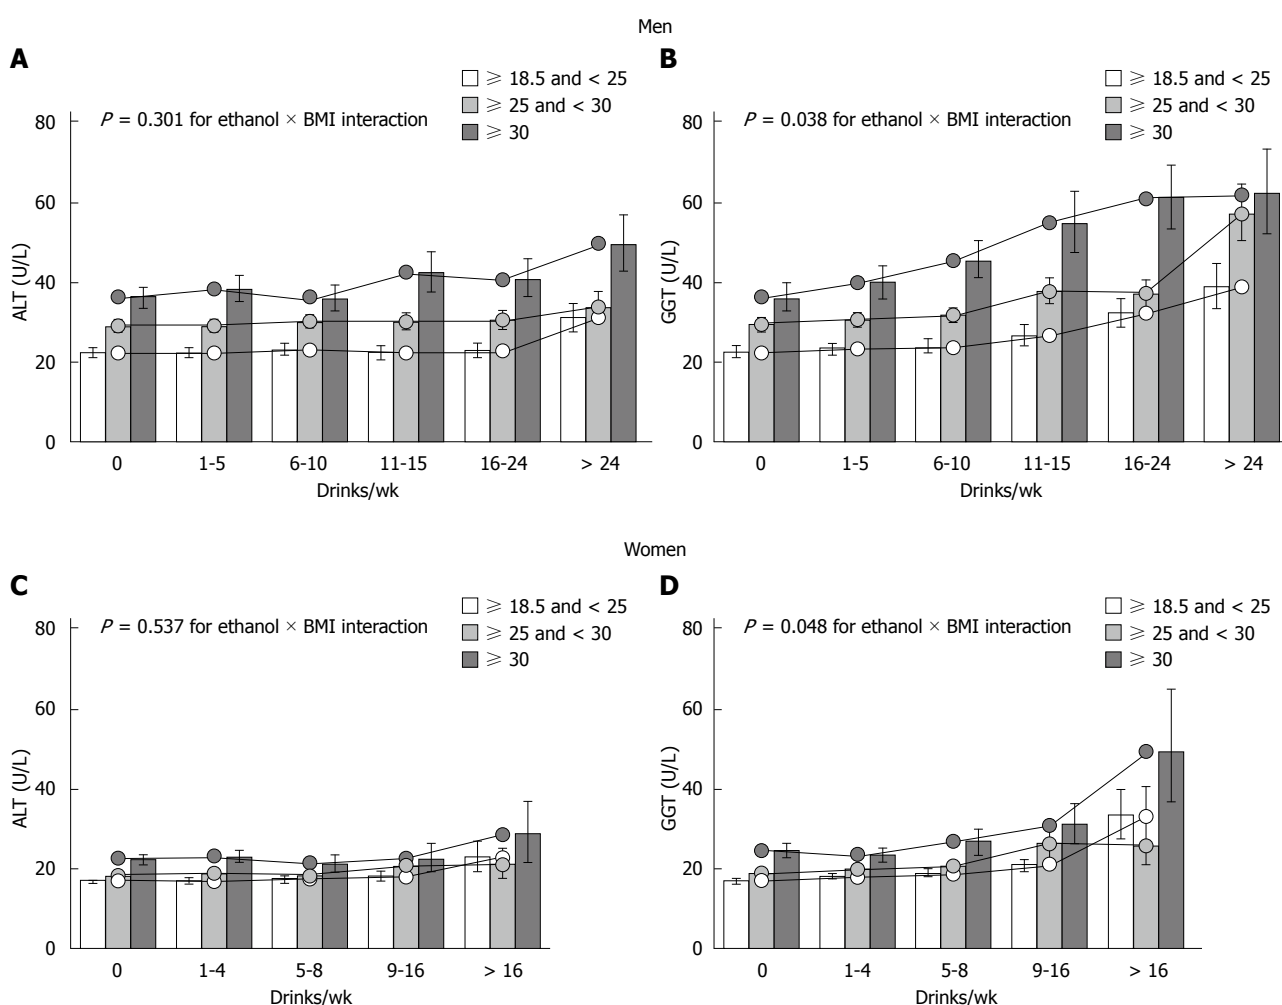 Men
A
≥ 18.5 and < 25
≥ 25 and < 30
≥ 30
P = 0.301 for ethanol × BMI interaction
80
60
40
20
0
ALT (U/L)
0 1-5 6-10 11-15 16-24 > 24
Drinks/wk
B
≥ 18.5 and < 25
≥ 25 and < 30
≥ 30
P = 0.038 for ethanol × BMI interaction
80
60
40
20
0
GGT (U/L)
0 1-5 6-10 11-15 16-24 > 24
Drinks/wk
Women
C
≥ 18.5 and < 25
≥ 25 and < 30
≥ 30
P = 0.537 for ethanol × BMI interaction
80
60
40
20
0
ALT (U/L)
0 1-4 5-8 9-16 > 16
Drinks/wk
D
≥ 18.5 and < 25
≥ 25 and < 30
≥ 30
P = 0.048 for ethanol × BMI interaction
80
60
40
20
0
GGT (U/L)
0 1-4 5-8 9-16 > 16
Drinks/wk